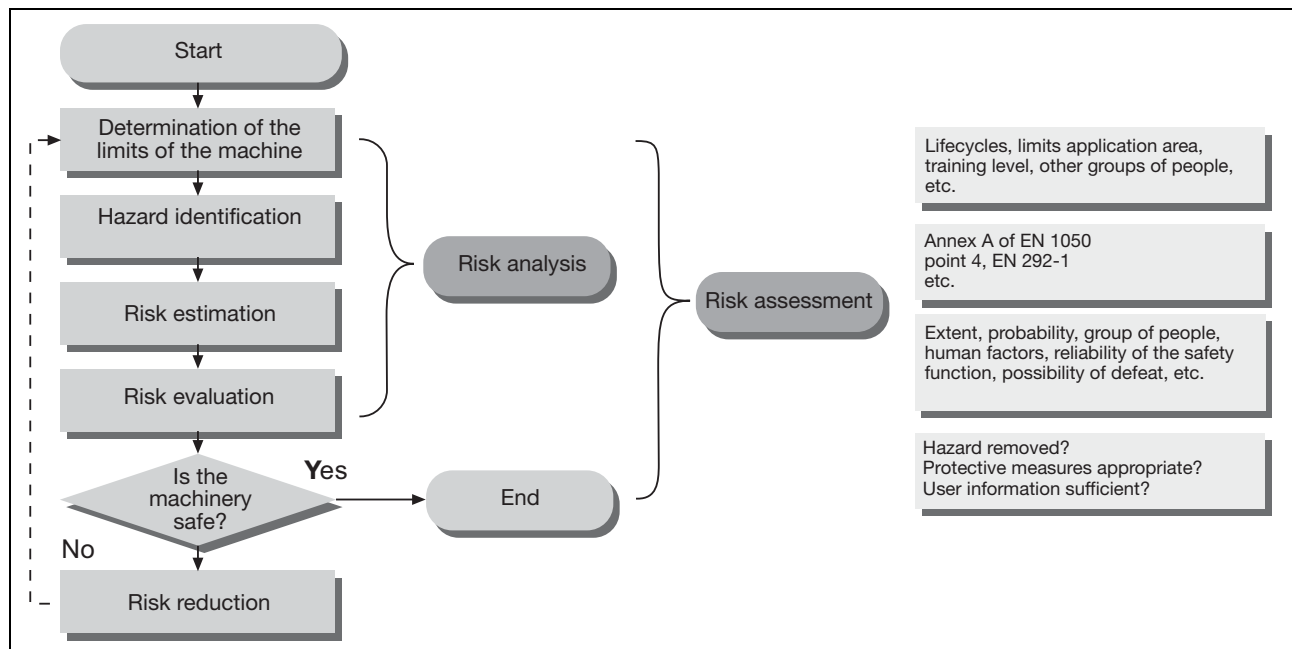 Start
Determination of the
limits of the machine
Hazard identification
Risk estimation
Risk evaluation
Is the
machinery
safe?
Yes
No
Risk reduction
End
Risk analysis
Risk assessment
Lifecycles, limits application area,
training level, other groups of people,
etc.
Annex A of EN 1050
point 4, EN 292-1
etc.
Extent, probability, group of people,
human factors, reliability of the safety
function, possibility of defeat, etc.
Hazard removed?
Protective measures appropriate?
User information sufficient?